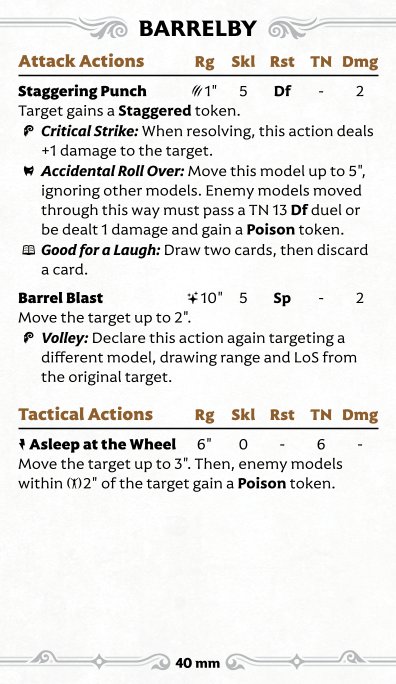 BARRELBY
Attack Actions Rg Skl Rst TN Dmg
Staggering Punch 1" 5 Df - 2
Target gains a Staggered token.
Critical Strike: When resolving, this action deals
+1 damage to the target.
Accidental Roll Over: Move this model up to 5",
ignoring other models. Enemy models moved
through this way must pass a TN 13 Df duel or
be dealt 1 damage and gain a Poison token.
Good for a Laugh: Draw two cards, then discard
a card.
Barrel Blast 10" 5 Sp - 2
Move the target up to 2".
Volley: Declare this action again targeting a
different model, drawing range and LoS from
the original target.
Tactical Actions Rg Skl Rst TN Dmg
Asleep at the Wheel 6" 0 - 6 -
Move the target up to 3". Then, enemy models
within 2" of the target gain a Poison token.
40 mm